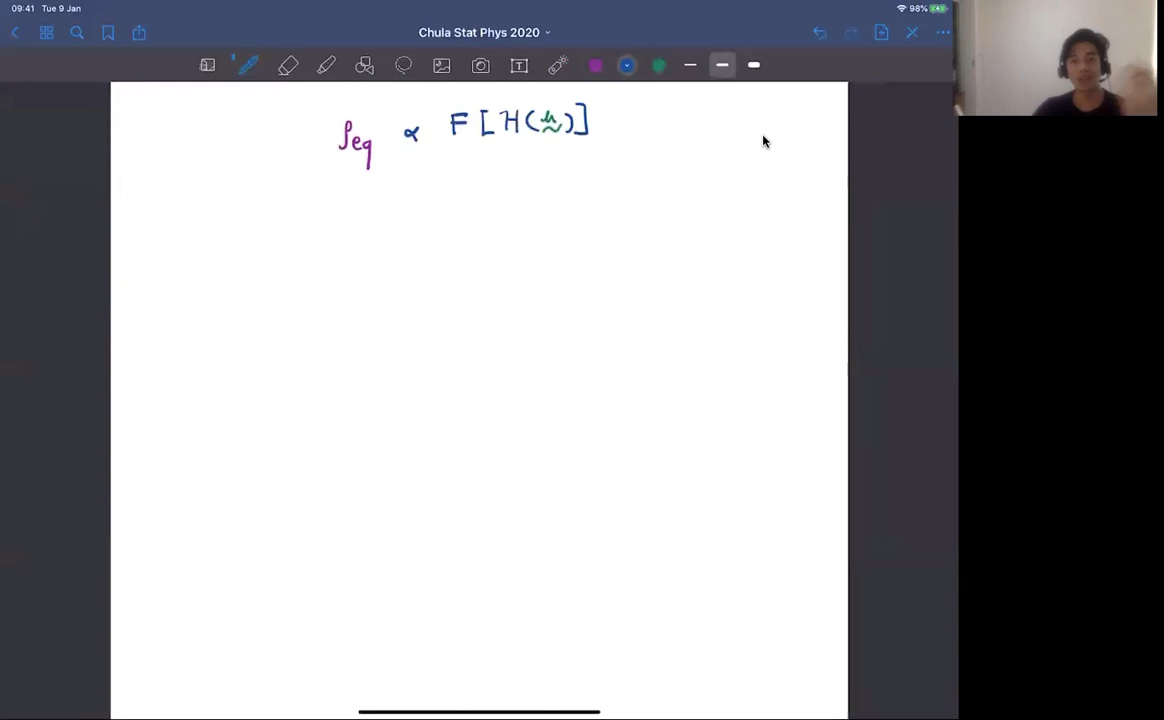 09:41 Tue 9 Jan
98%
Chula Stat Phys 2020
ρeq ∝ F[H(μ)]